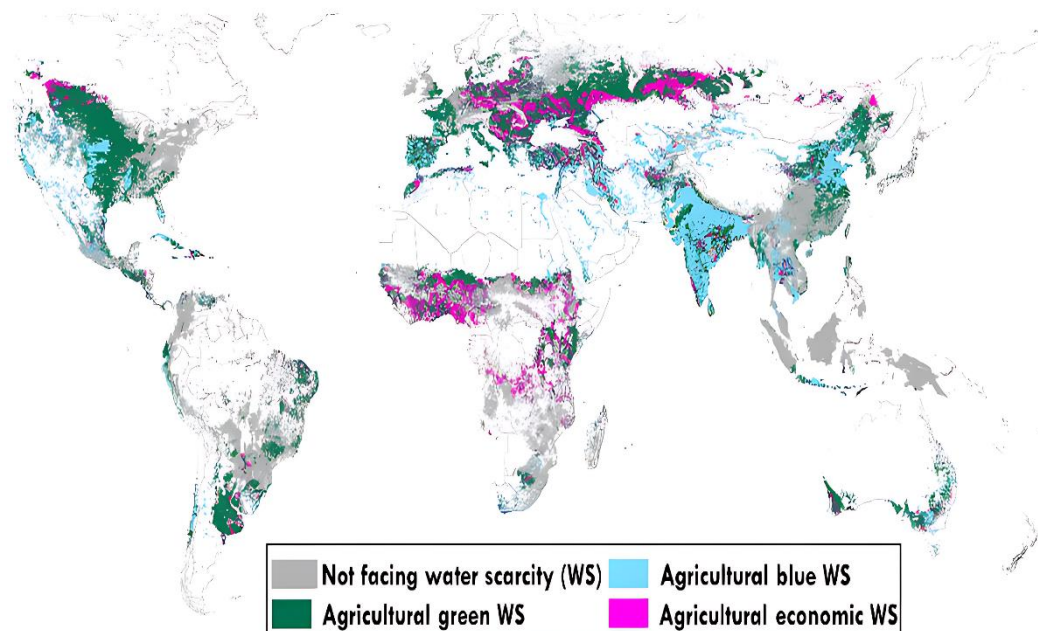 Not facing water scarcity (WS)
Agricultural blue WS
Agricultural green WS
Agricultural economic WS